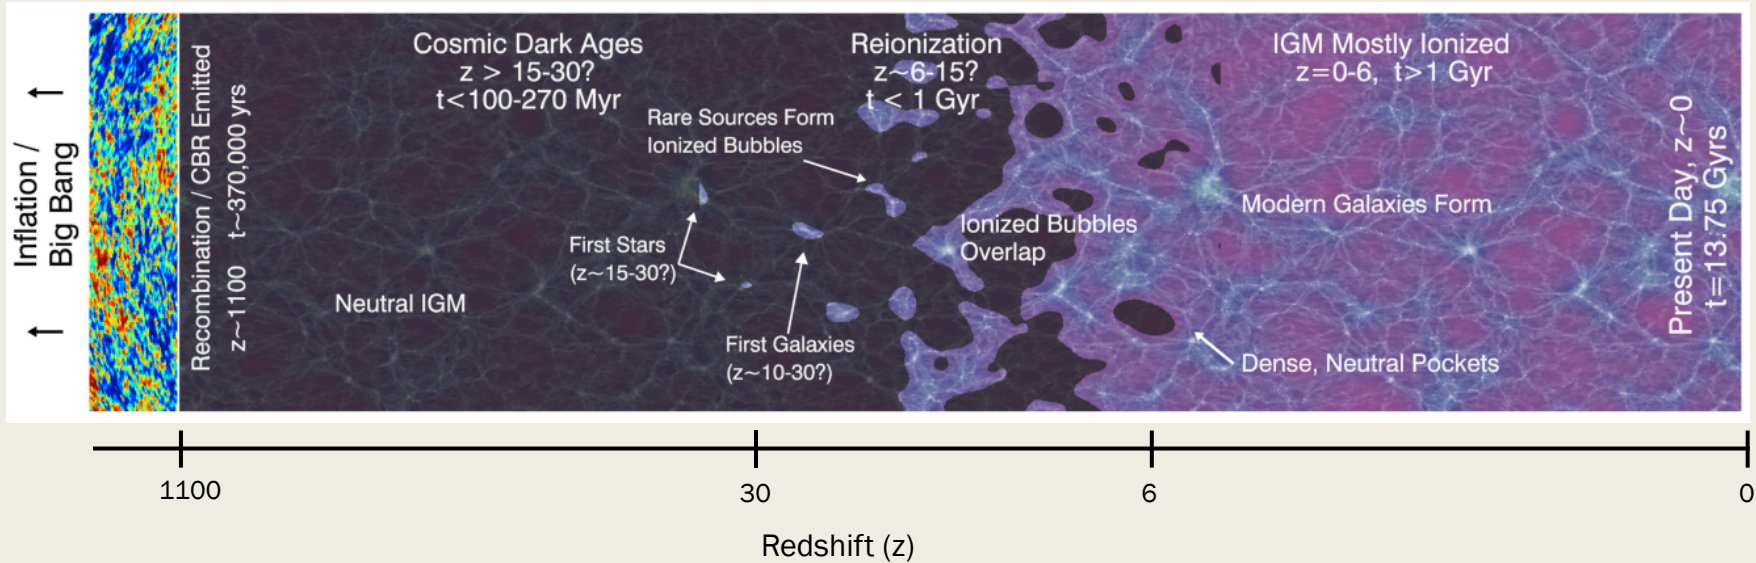 Inflation /
Big Bang
Recombination / CBR Emitted
z~1100 t~370,000 yrs
Cosmic Dark Ages
z > 15-30?
t<100-270 Myr
Reionization
z~6-15?
t < 1 Gyr
IGM Mostly Ionized
z=0-6, t>1 Gyr
Rare Sources Form
Ionized Bubbles
First Stars
(z~15-30?)
Neutral IGM
First Galaxies
(z~10-30?)
Ionized Bubbles
Overlap
Modern Galaxies Form
Dense, Neutral Pockets
Present Day, z~0
t=13.75 Gyrs
1100
30
6
0
Redshift (z)